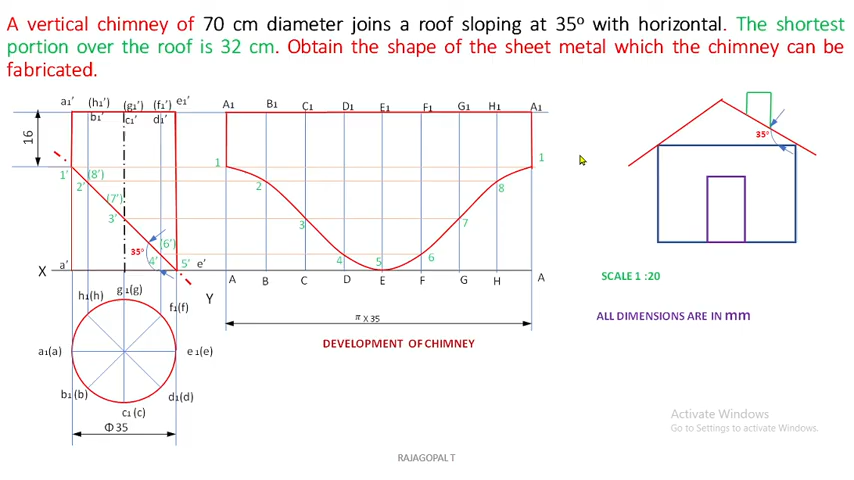 A vertical chimney of 70 cm diameter joins a roof sloping at 35º with horizontal. The shortest
portion over the roof is 32 cm. Obtain the shape of the sheet metal which the chimney can be
fabricated.
a₁’ (h₁’) (g₁’) (f₁’) e₁’ A₁ B₁ C₁ D₁ E₁ F₁ G₁ H₁ A₁
b₁’ c₁’ d₁’
16
35º
1 1
1’ (8’)
2’ 2 8
(7’)
3’ 3 7
(6’)
35º 4’ 5’ e’ 4 5 6
X a’
A B C D E F G H A
SCALE 1 :20
g ₁(g)
h₁(h) Y
f₁(f)
ALL DIMENSIONS ARE IN mm
π X 35
a₁(a) e ₁(e) DEVELOPMENT OF CHIMNEY
b₁ (b) d₁(d)
c₁ (c)
Φ 35
Activate Windows
Go to Settings to activate Windows.
RAJAGOPAL T